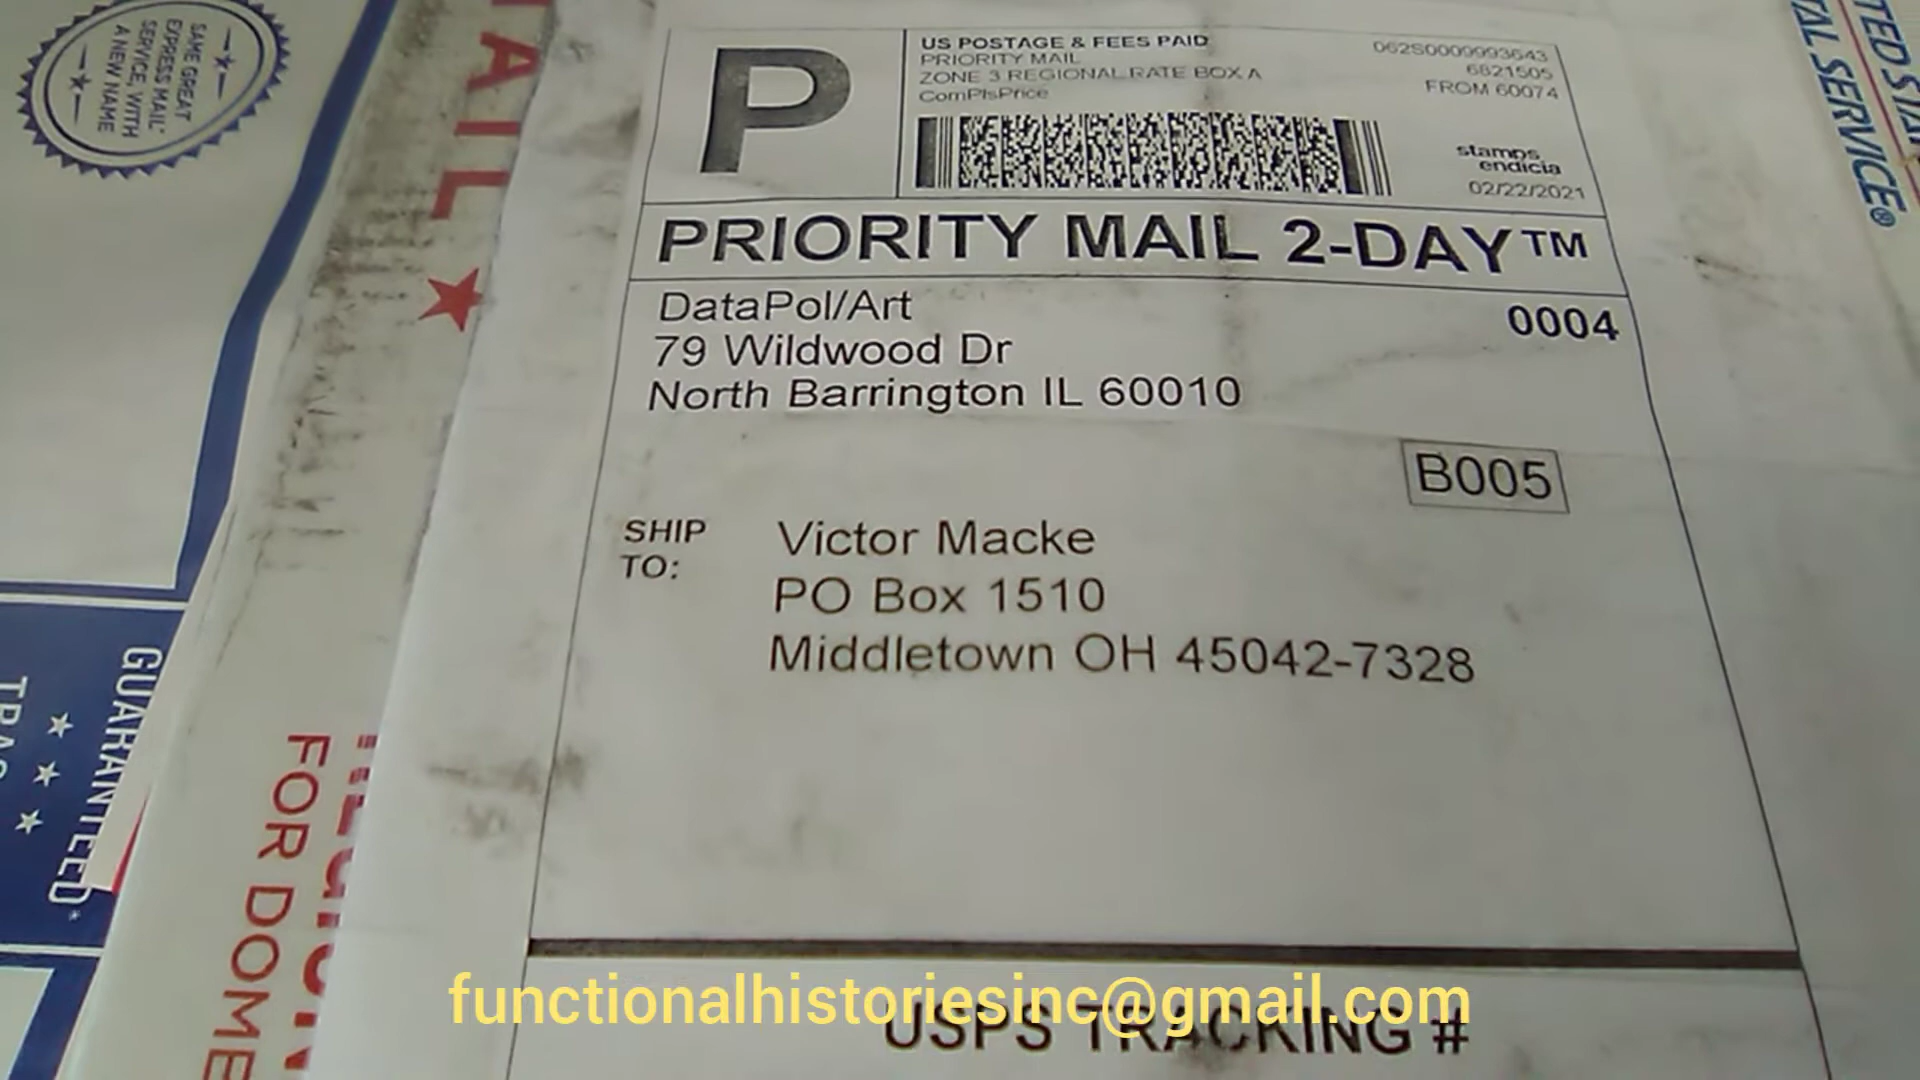 SAME GREAT
EXPRESS MAIL
SERVICE, WITH
A NEW NAME
AIL
TED STA
TAL SERVICE®
P
US POSTAGE & FEES PAID
PRIORITY MAIL
ZONE 3 REGIONAL RATE BOX A
ComPlsPrice
062S0009993643
6821505
FROM 60074
stamps
endicia
02/22/2021
PRIORITY MAIL 2-DAY™
DataPol/Art
79 Wildwood Dr
North Barrington IL 60010
0004
B005
SHIP
TO:
Victor Macke
PO Box 1510
Middletown OH 45042-7328
GUARANTEED*
FOR DOME
functionalhistoriesinc@gmail.com
USPS TRACKING #